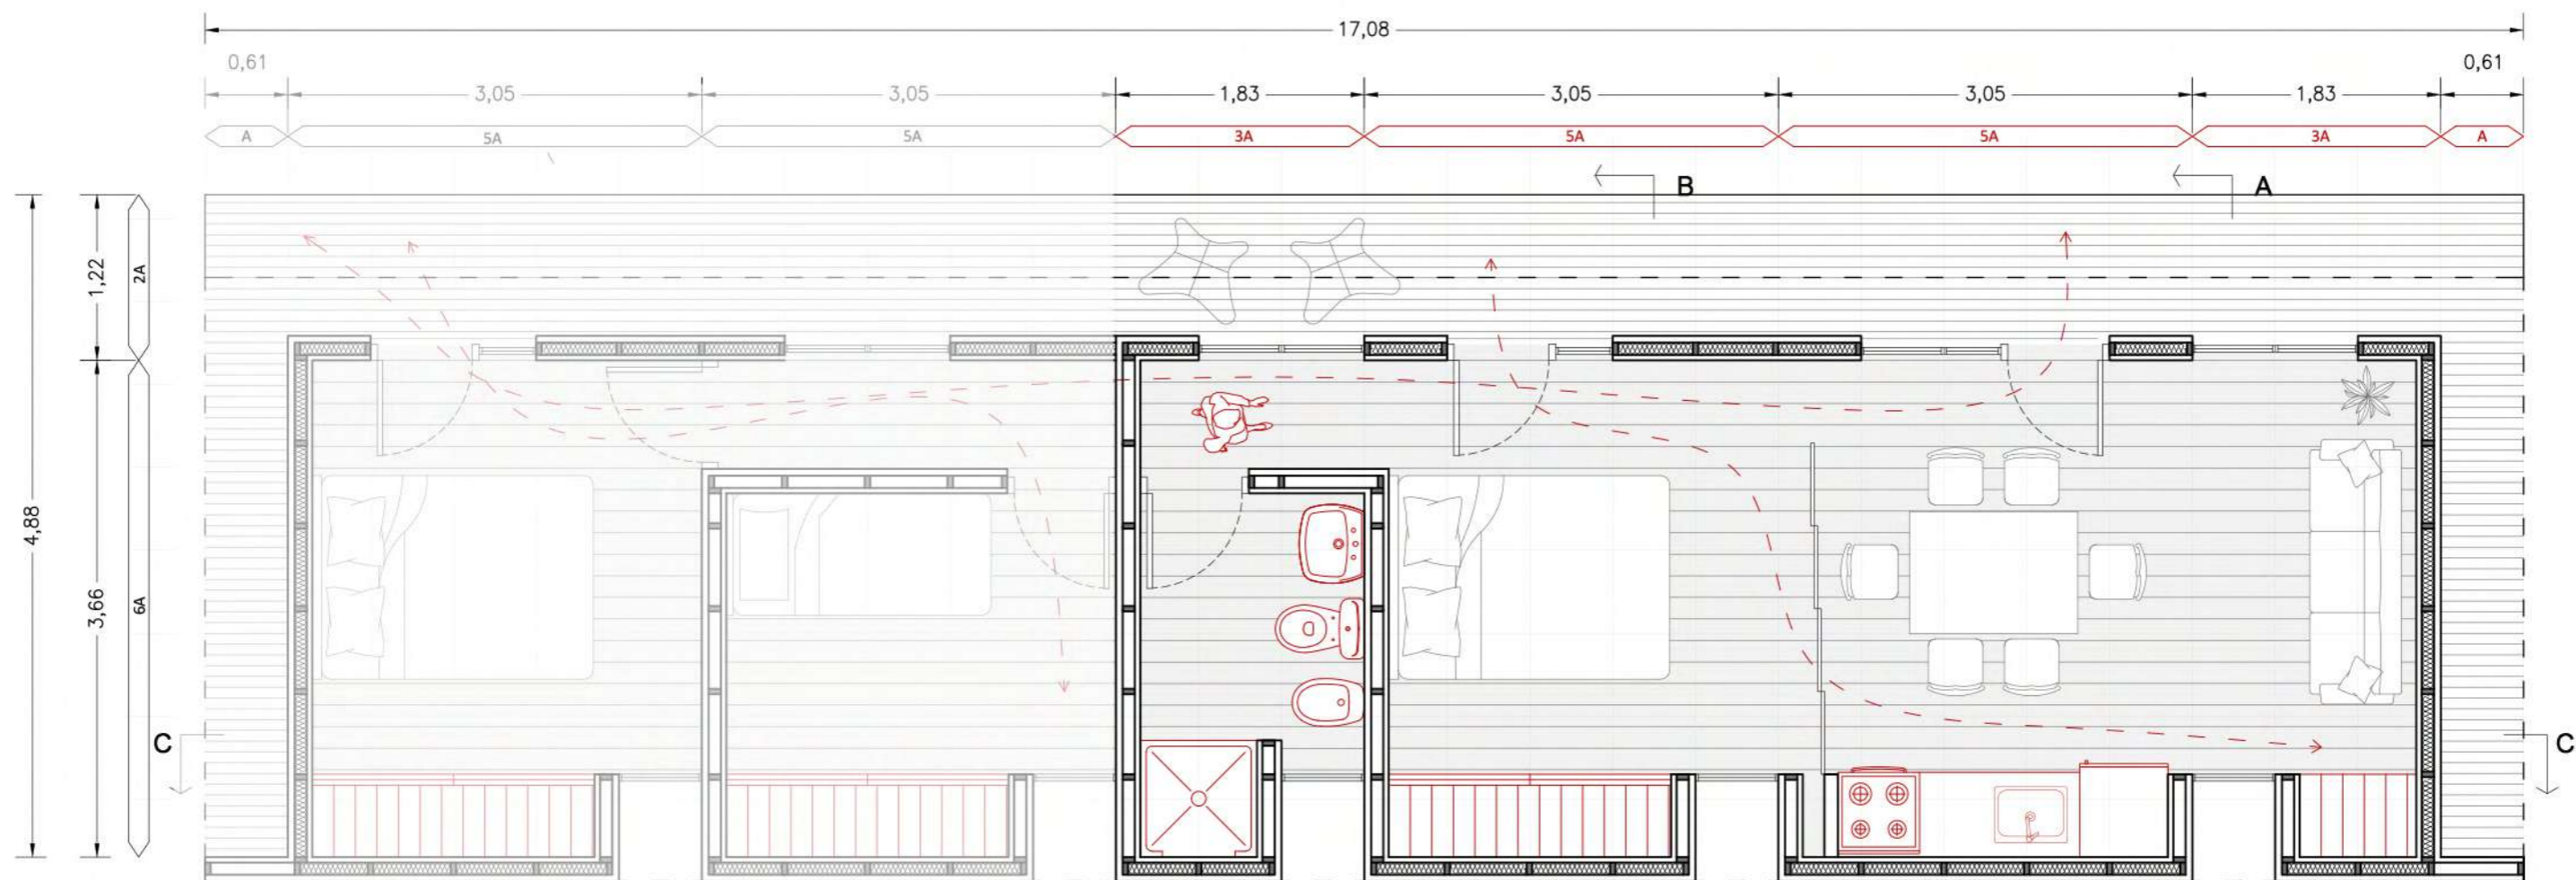 17,08
0,61 0,61
3,05 3,05 1,83 3,05 3,05 1,83
A 5A 5A 3A 5A 5A 3A A
B A
2A 1,22
4,88
3,66 6A
C C